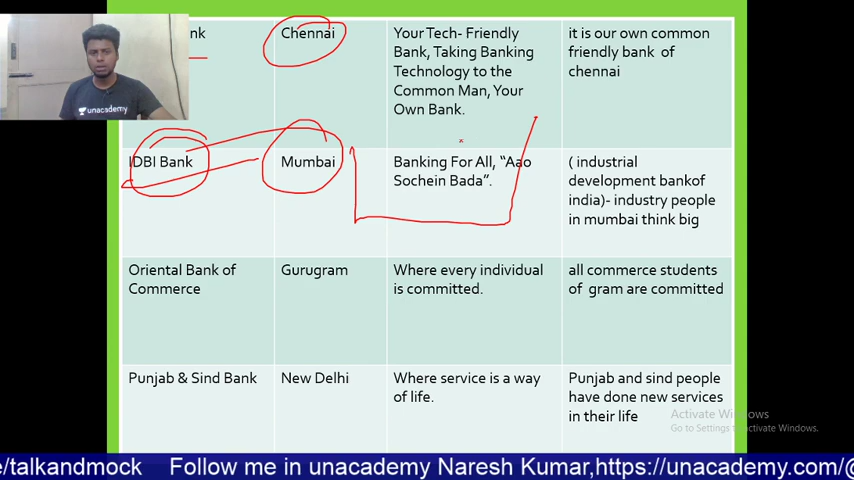 nk
Chennai
Your Tech- Friendly
Bank, Taking Banking
Technology to the
Common Man, Your
Own Bank.
it is our own common
friendly bank of
chennai
unacademy
IDBI Bank
Mumbai
Banking For All, “Aao
Sochein Bada”.
( industrial
development bankof
india)- industry people
in mumbai think big
Oriental Bank of
Commerce
Gurugram
Where every individual
is committed.
all commerce students
of gram are committed
Punjab & Sind Bank
New Delhi
Where service is a way
of life.
Punjab and sind people
have done new services
in their life
Activate Windows
Go to Settings to activate Windows.
e/talkandmock Follow me in unacademy Naresh Kumar,https://unacademy.com/@